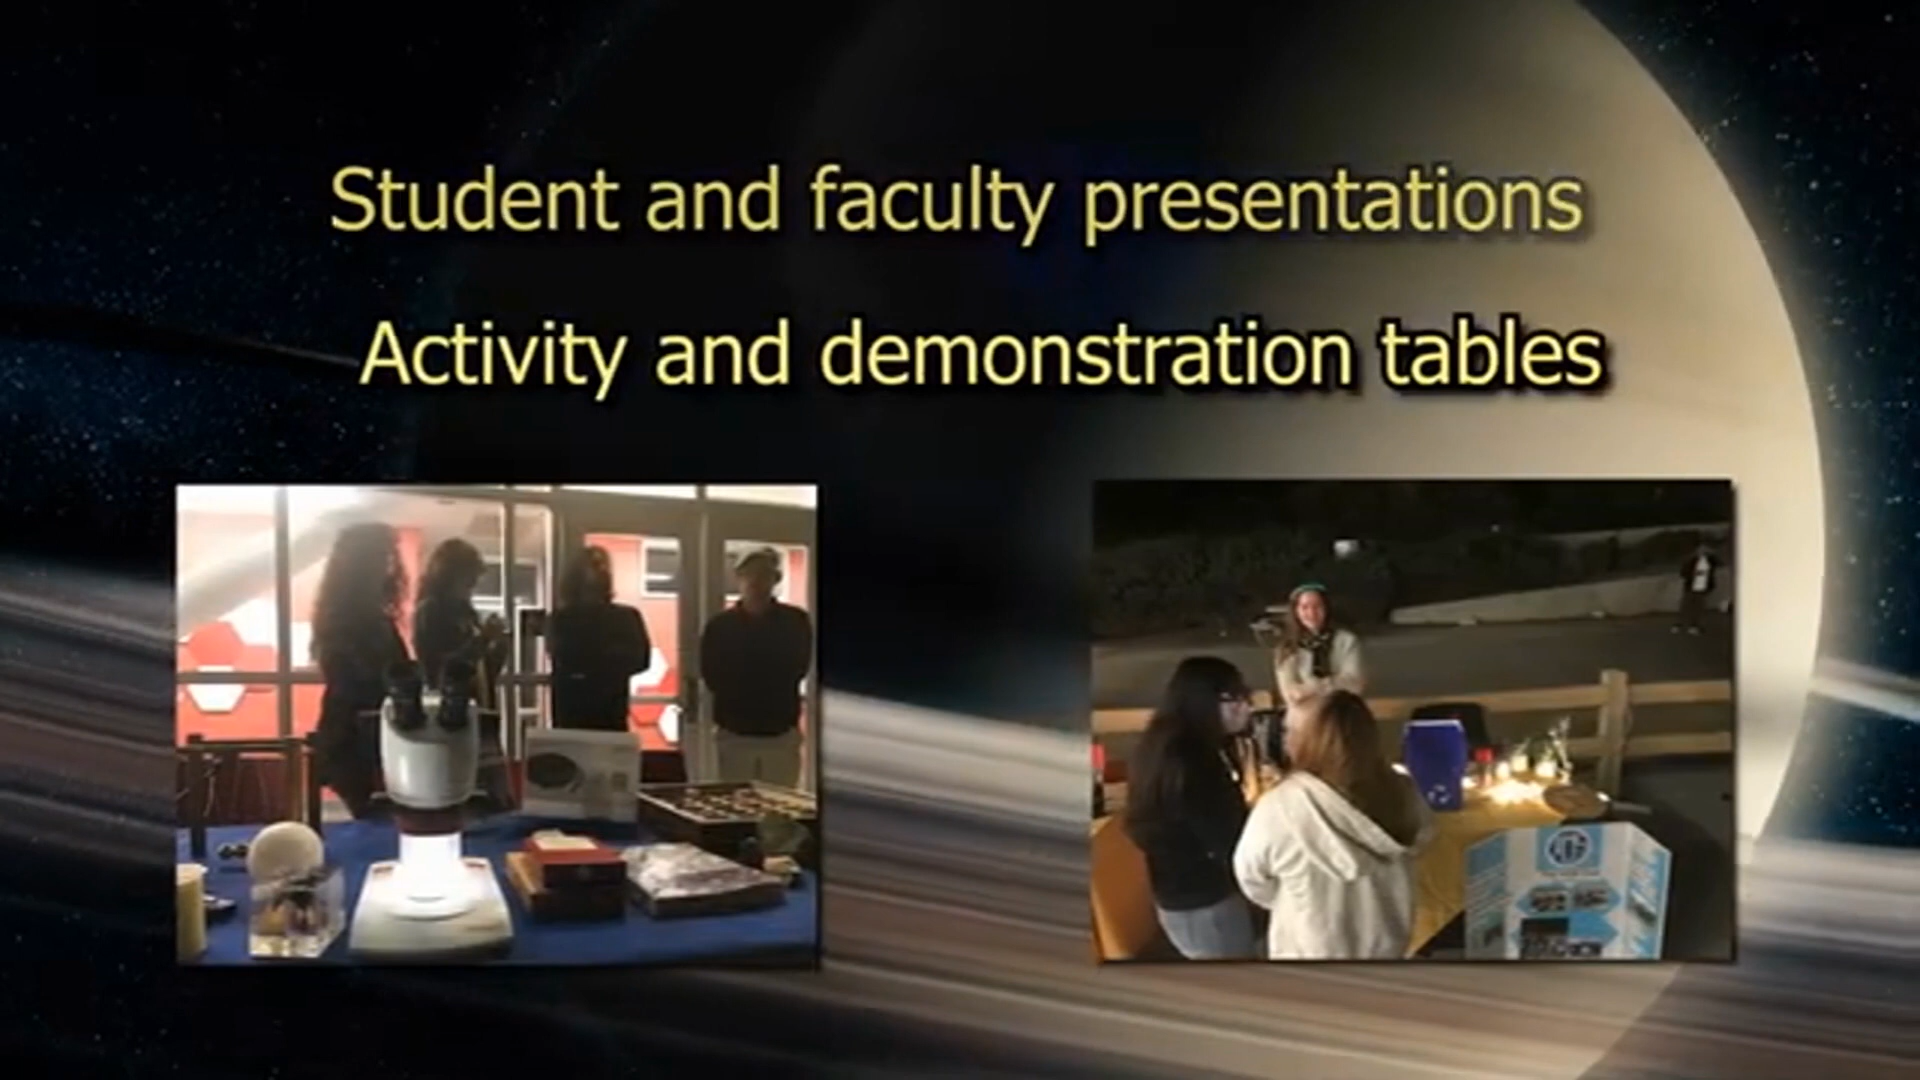 Student and faculty presentations
Activity and demonstration tables